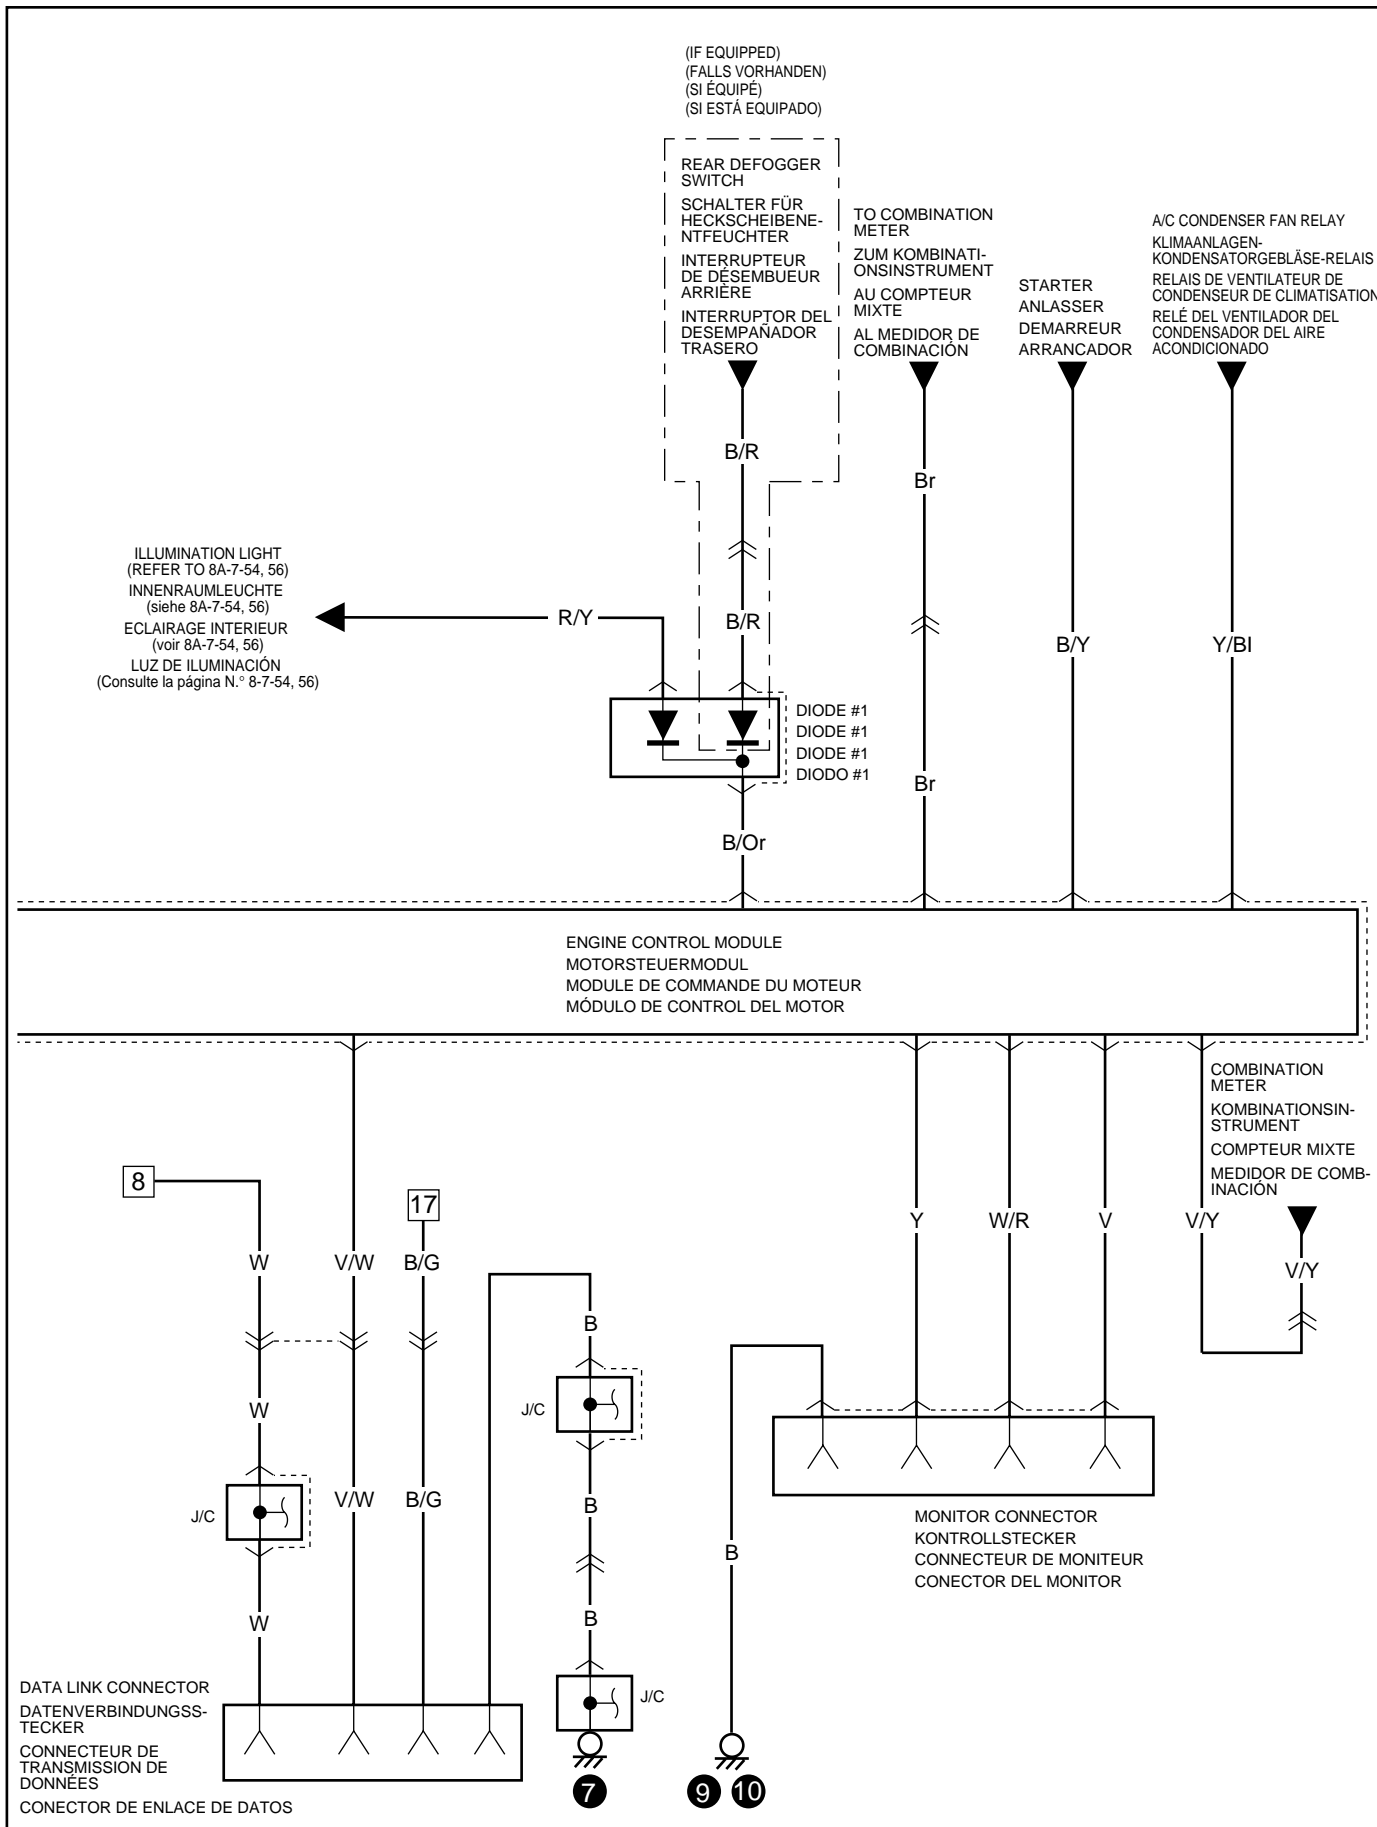 (IF EQUIPPED)
(FALLS VORHANDEN)
(SI ÉQUIPÉ)
(SI ESTÁ EQUIPADO)
REAR DEFOGGER
SWITCH
SCHALTER FÜR
HECKSCHEIBENE-
NTFEUCHTER
INTERRUPTEUR
DE DÉSEMBUEUR
ARRIÈRE
INTERRUPTOR DEL
DESEMPAÑADOR
TRASERO
TO COMBINATION
METER
ZUM KOMBINATI-
ONSINSTRUMENT
AU COMPTEUR
MIXTE
AL MEDIDOR DE
COMBINACIÓN
STARTER
ANLASSER
DEMARREUR
ARRANCADOR
A/C CONDENSER FAN RELAY
KLIMAANLAGEN-
KONDENSATORGEBLÄSE-RELAIS
RELAIS DE VENTILATEUR DE
CONDENSEUR DE CLIMATISATION
RELÉ DEL VENTILADOR DEL
CONDENSADOR DEL AIRE
ACONDICIONADO
B/R
Br
ILLUMINATION LIGHT
(REFER TO 8A-7-54, 56)
INNENRAUMLEUCHTE
(siehe 8A-7-54, 56)
ECLAIRAGE INTERIEUR
(voir 8A-7-54, 56)
LUZ DE ILUMINACIÓN
(Consulte la página N.° 8-7-54, 56)
R/Y
B/R
B/Y
Y/Bl
DIODE #1
DIODE #1
DIODE #1
DIODO #1
Br
B/Or
ENGINE CONTROL MODULE
MOTORSTEUERMODUL
MODULE DE COMMANDE DU MOTEUR
MÓDULO DE CONTROL DEL MOTOR
COMBINATION
METER
KOMBINATIONSIN-
STRUMENT
COMPTEUR MIXTE
MEDIDOR DE COMB-
INACIÓN
8
17
Y
W/R
V
V/Y
W
V/W
B/G
V/Y
B
J/C
W
J/C
V/W
B/G
B
MONITOR CONNECTOR
KONTROLLSTECKER
CONNECTEUR DE MONITEUR
CONECTOR DEL MONITOR
B
W
B
J/C
DATA LINK CONNECTOR
DATENVERBINDUNGSS-
TECKER
CONNECTEUR DE
TRANSMISSION DE
DONNÉES
CONECTOR DE ENLACE DE DATOS
7
9
10